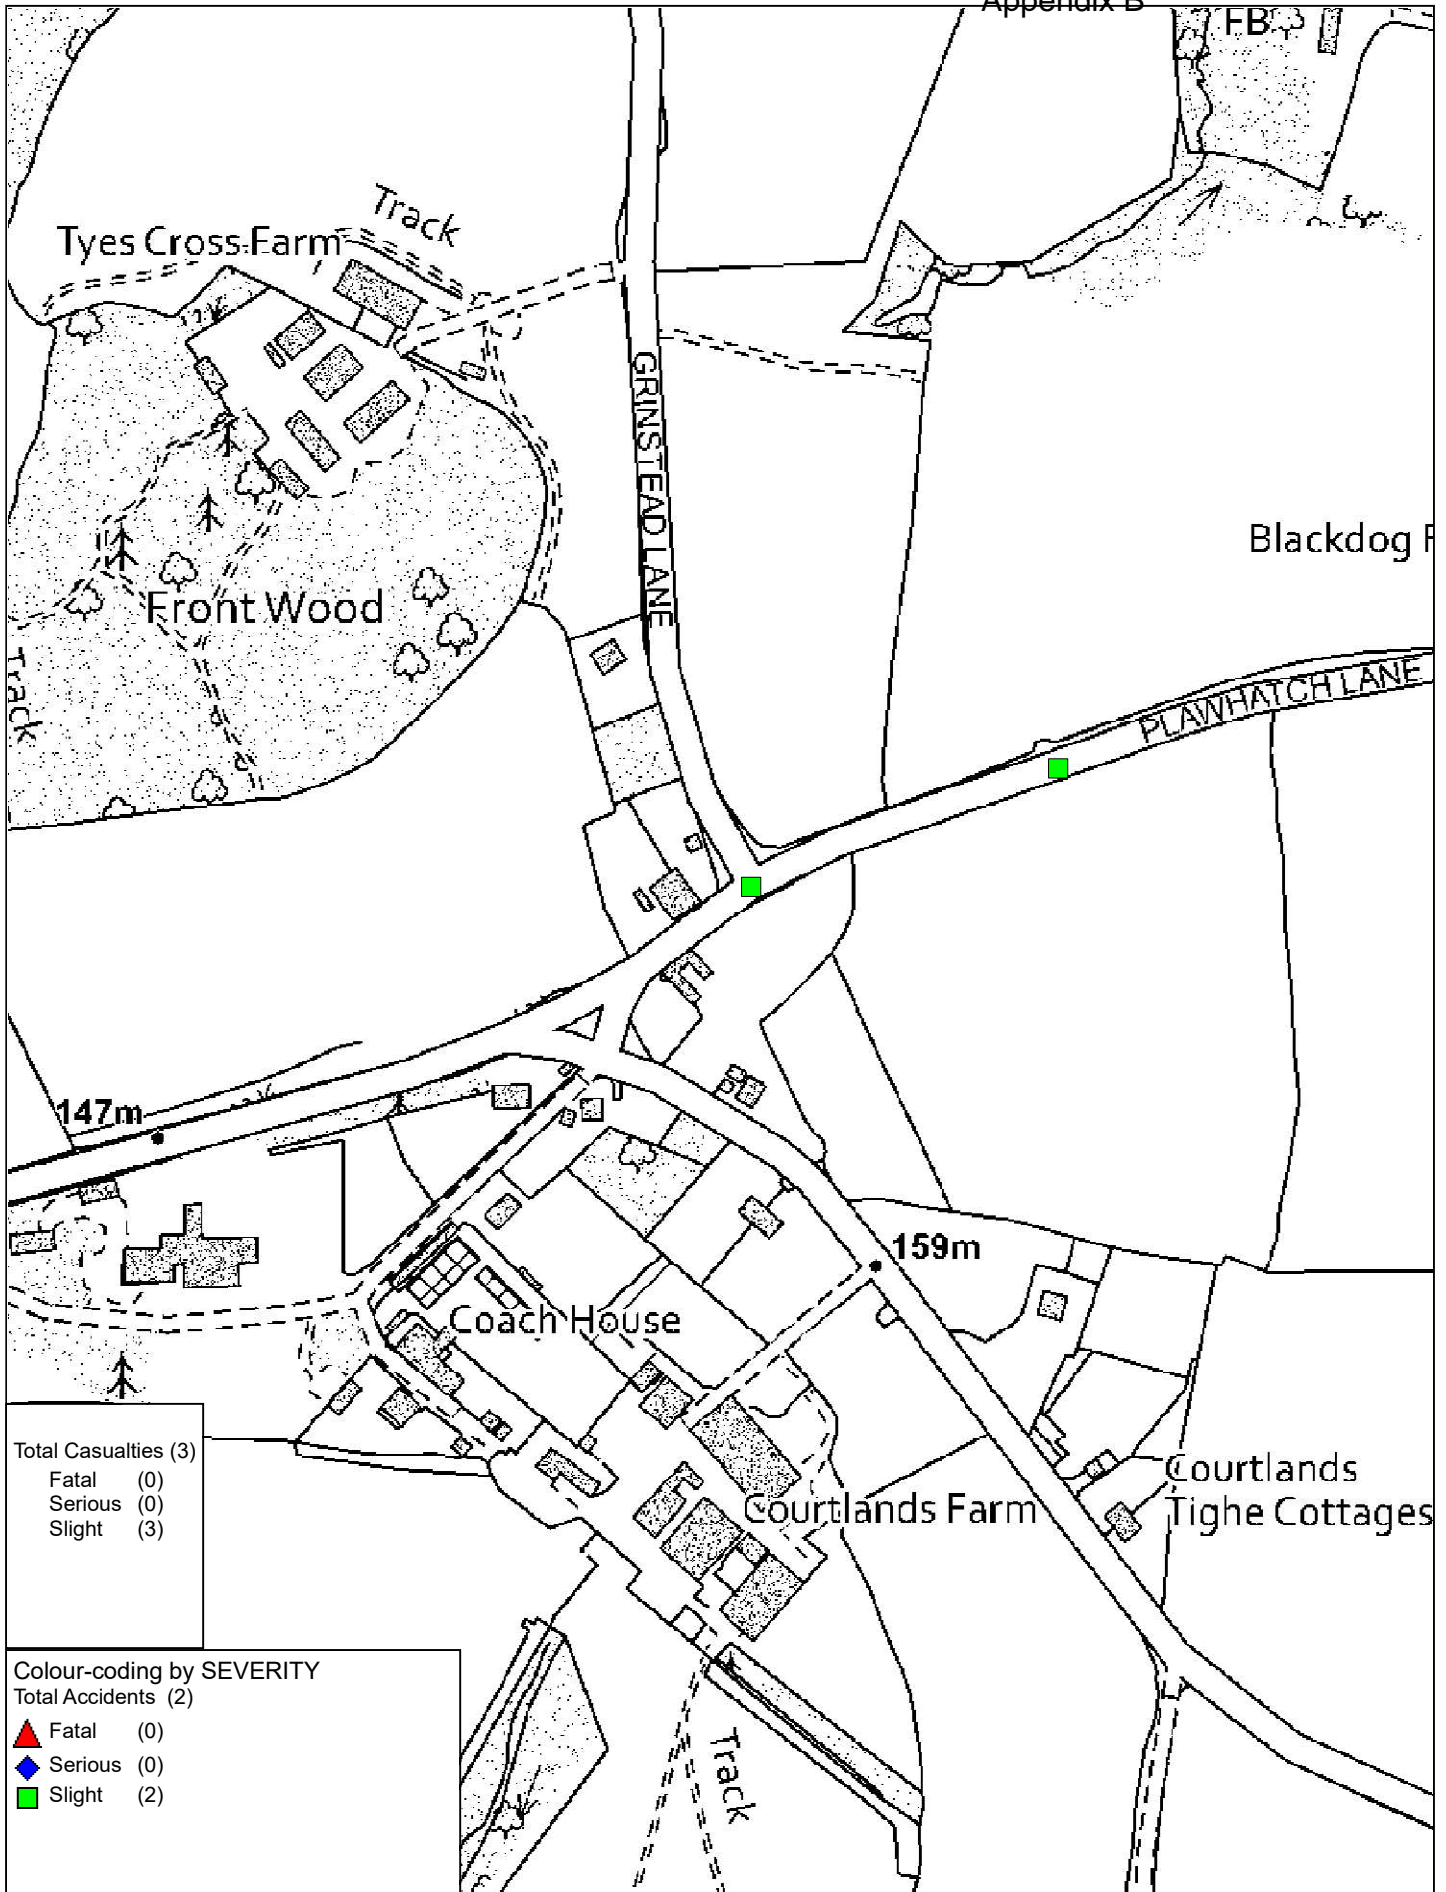 Appendix B
FB
Track
Tyes Cross Farm
GRINSTEAD LANE
Blackdog F
Front Wood
Track
PLAWHATCH LANE
147m
159m
Coach House
Courtlands
Tighe Cottages
Courtlands Farm
Track
Total Casualties (3)
Fatal (0)
Serious (0)
Slight (3)
Colour-coding by SEVERITY
Total Accidents (2)
Fatal (0)
Serious (0)
Slight (2)